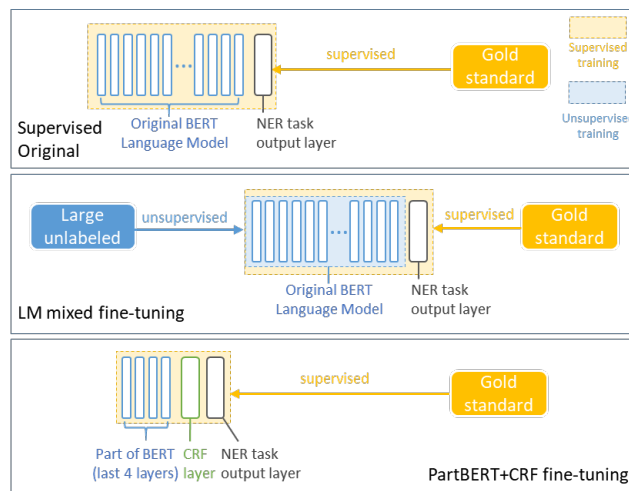 supervised
Gold
standard
Supervised
training
Unsupervised
training
Original BERT
Language Model
NER task
output layer
Supervised
Original
Large
unlabeled
unsupervised
supervised
Gold
standard
Original BERT
Language Model
NER task
output layer
LM mixed fine-tuning
supervised
Gold
standard
Part of BERT
(last 4 layers)
CRF
layer
NER task
output layer
PartBERT+CRF fine-tuning